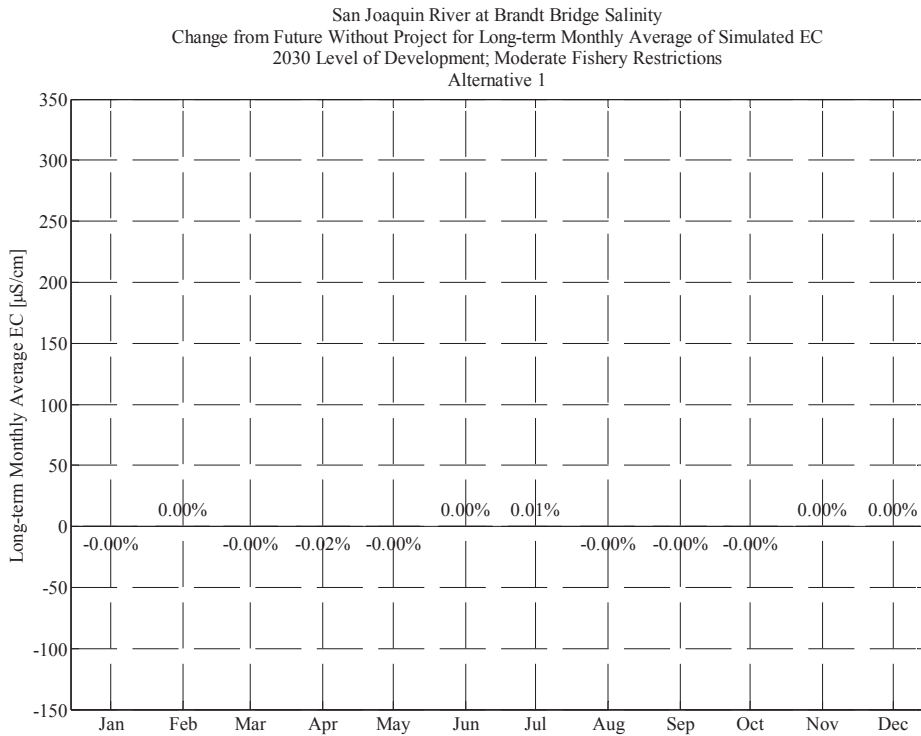 San Joaquin River at Brandt Bridge Salinity
Change from Future Without Project for Long-term Monthly Average of Simulated EC
2030 Level of Development; Moderate Fishery Restrictions
Alternative 1
Long-term Monthly Average EC [µS/cm]
350
300
250
200
150
100
50
0
-50
-100
-150
0.00% 0.00% 0.01% 0.00% 0.00%
-0.00% -0.00% -0.02% -0.00% -0.00% -0.00% -0.00%
Jan Feb Mar Apr May Jun Jul Aug Sep Oct Nov Dec